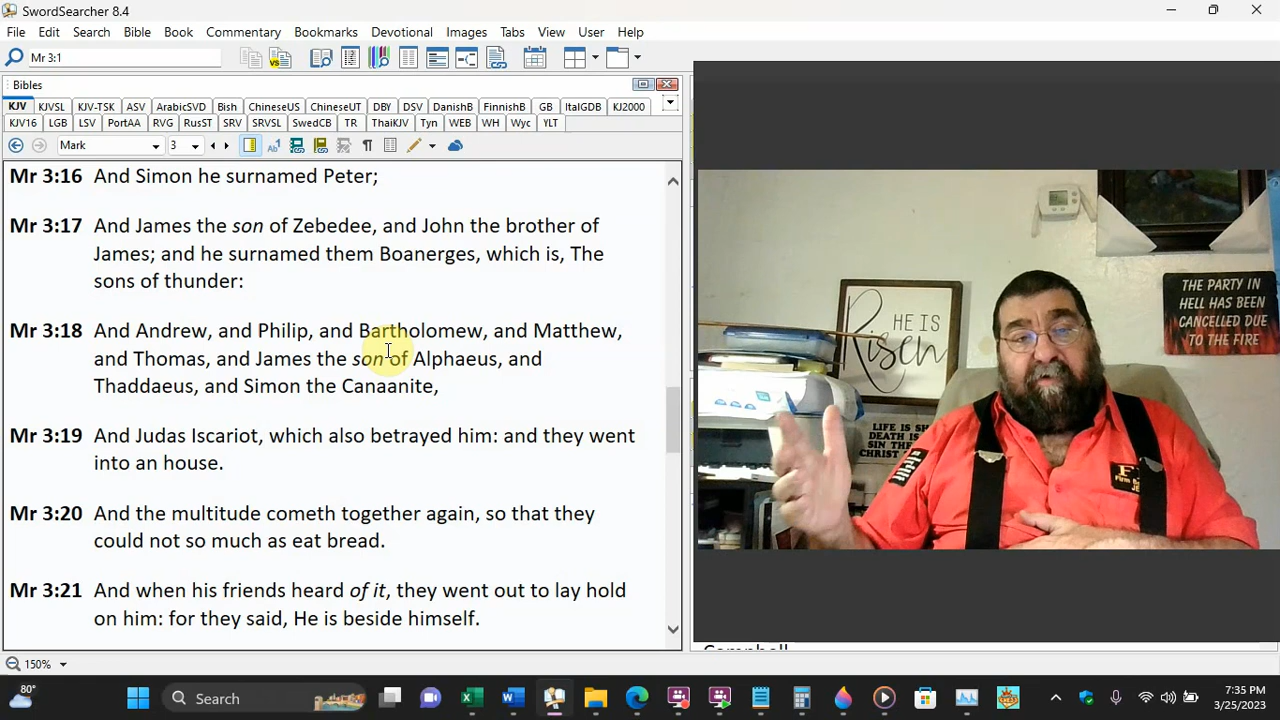 SwordSearcher 8.4
File Edit Search Bible Book Commentary Bookmarks Devotional Images Tabs View User Help
Mr 3:1
Bibles
KJV KJVSL KJV-TSK ASV ArabicSVD Bish ChineseUS ChineseUT DBY DSV DanishB FinnishB GB ItalGDB KJ2000
KJV16 LGB LSV PortAA RVG RusST SRV SRVSL SwedCB TR ThaiKJV Tyn WEB WH Wyc YLT
Mark 3
Mr 3:16 And Simon he surnamed Peter;
Mr 3:17 And James the son of Zebedee, and John the brother of
James; and he surnamed them Boanerges, which is, The
sons of thunder:
Mr 3:18 And Andrew, and Philip, and Bartholomew, and Matthew,
and Thomas, and James the son of Alphaeus, and
Thaddaeus, and Simon the Canaanite,
Mr 3:19 And Judas Iscariot, which also betrayed him: and they went
into an house.
Mr 3:20 And the multitude cometh together again, so that they
could not so much as eat bread.
Mr 3:21 And when his friends heard of it, they went out to lay hold
on him: for they said, He is beside himself.
150%
HE IS
Risen
THE PARTY IN
HELL HAS BEEN
CANCELLED DUE
TO THE FIRE
LIFE IS SH
DEATH IS
SIN THE
CHRIST
Campbell
80°
Search
7:35 PM
3/25/2023